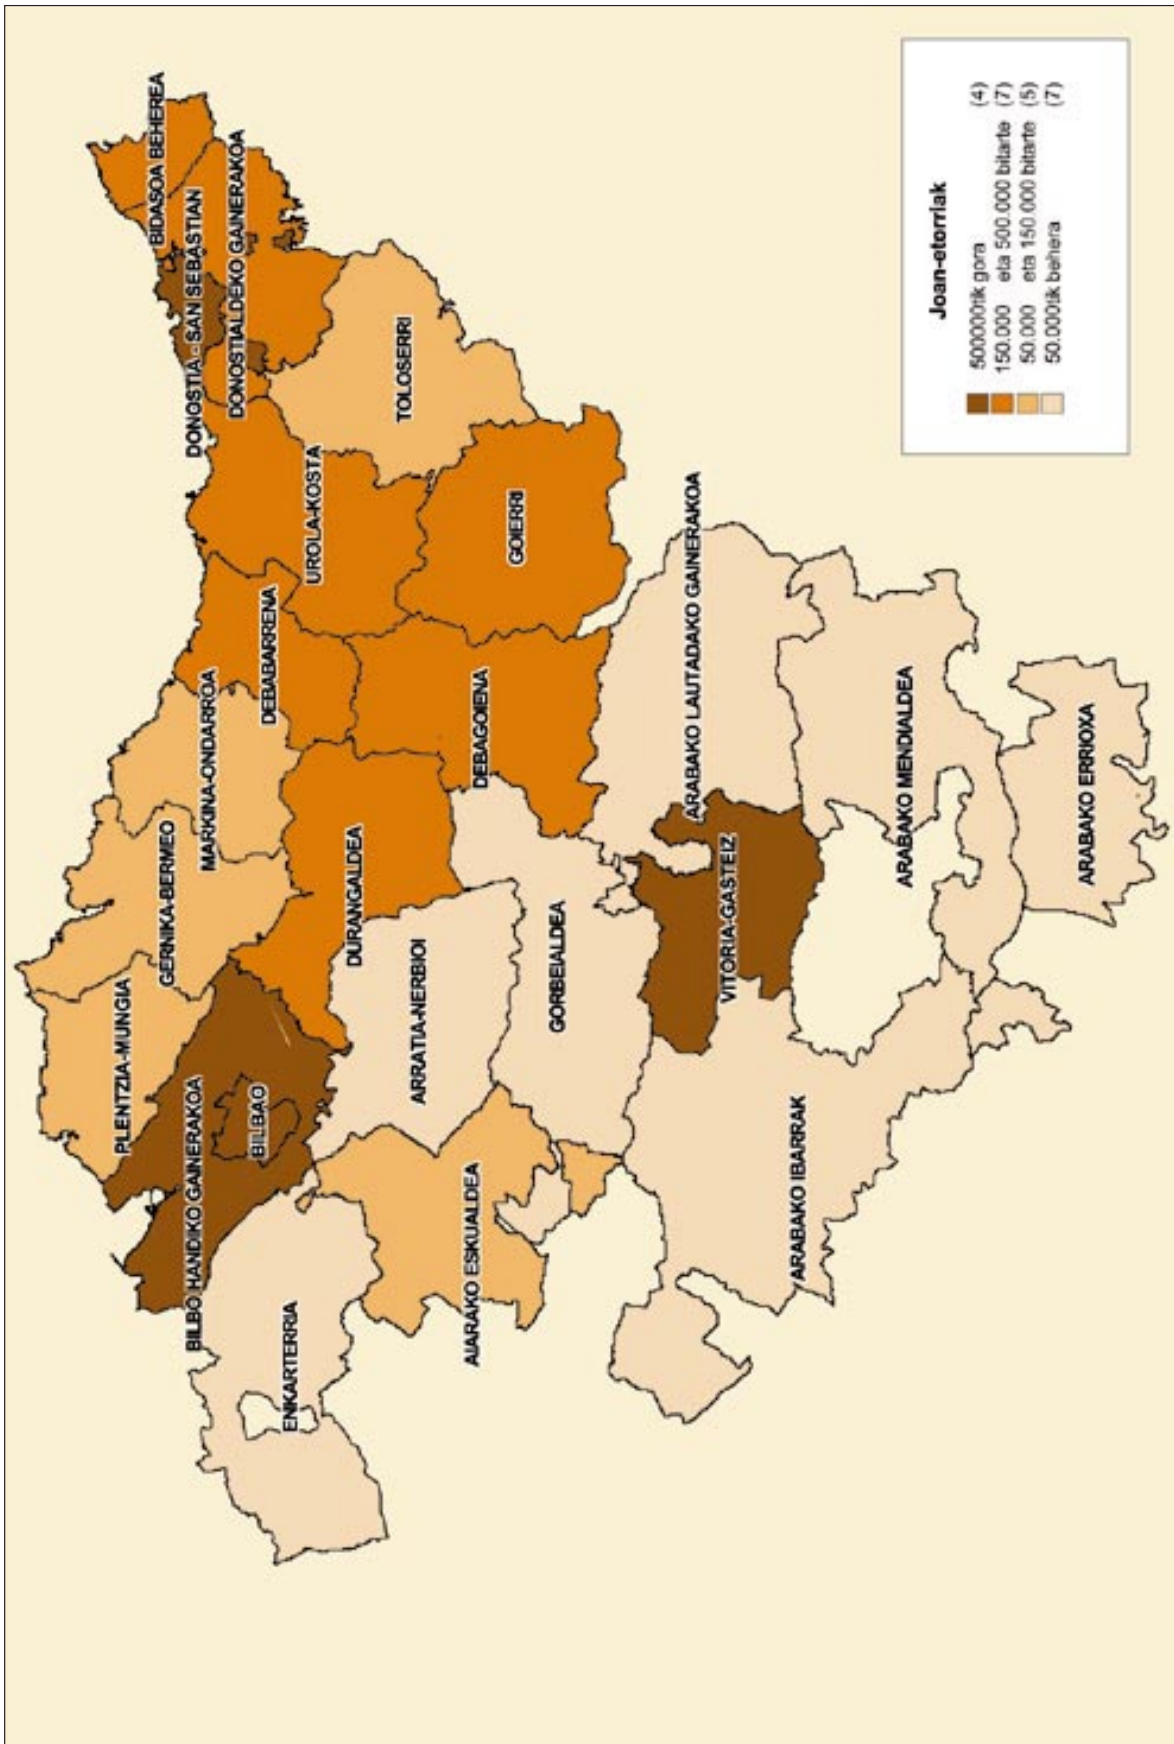 BIDASOA BEHEREA
DONOSTIA - SAN SEBASTIAN
DONOSTIALDEKO GAINERAKOA
TOLOSERRI
UROLA-KOSTA
GOIERRI
DEBABARRENA
DEBAGOIENA
MARKINA-ONDARROA
GERNIKA-BERMEO
DURANGALDEA
PLENTZIA-MUNGIA
BILBO HANDIKO GAINERAKOA
BILBAO
ARRATIA-NERBIOI
GORBEIALDEA
AIARAKO ESKUALDEA
ENKARTERRIA
ARABAKO LAUTADAKO GAINERAKOA
VITORIA-GASTEIZ
ARABAKO MENDIALDEA
ARABAKO ERRIOXA
ARABAKO IBARRAK
Joan-etorriak
500000tik gora (4)
150.000 eta 500.000 bitarte (7)
50.000 eta 150.000 bitarte (5)
50.000tik behera (7)